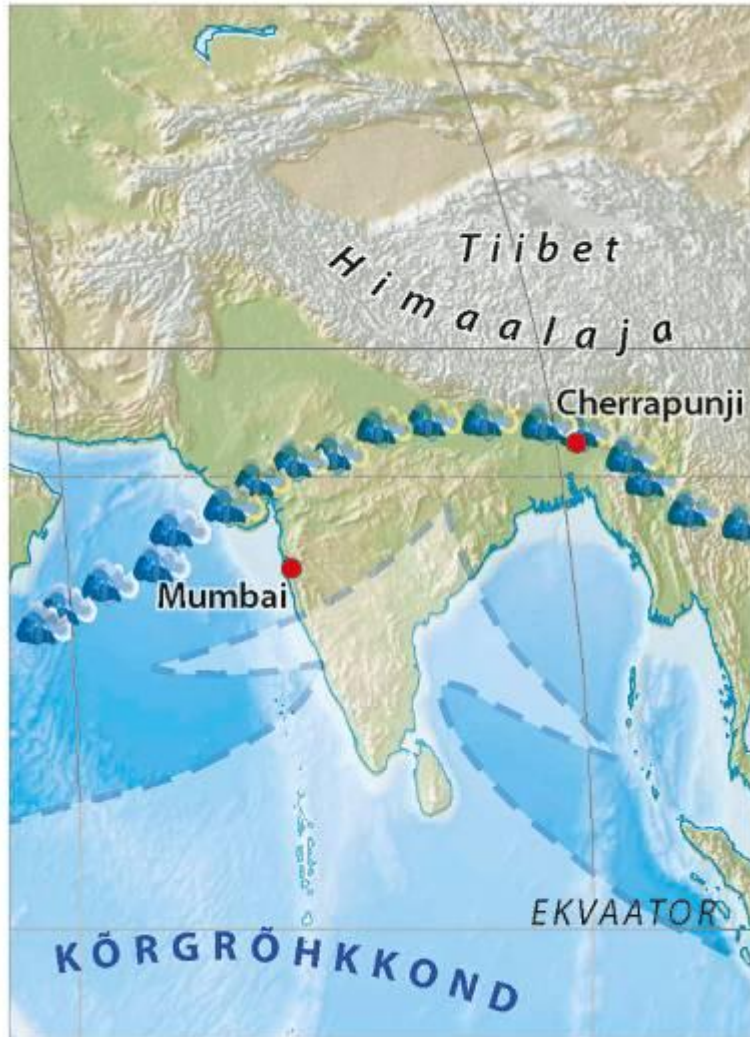 Tiibet
Himaalaja
Cherrapunji
Mumbai
EKVAATOR
KÕRGRÕHKKOND